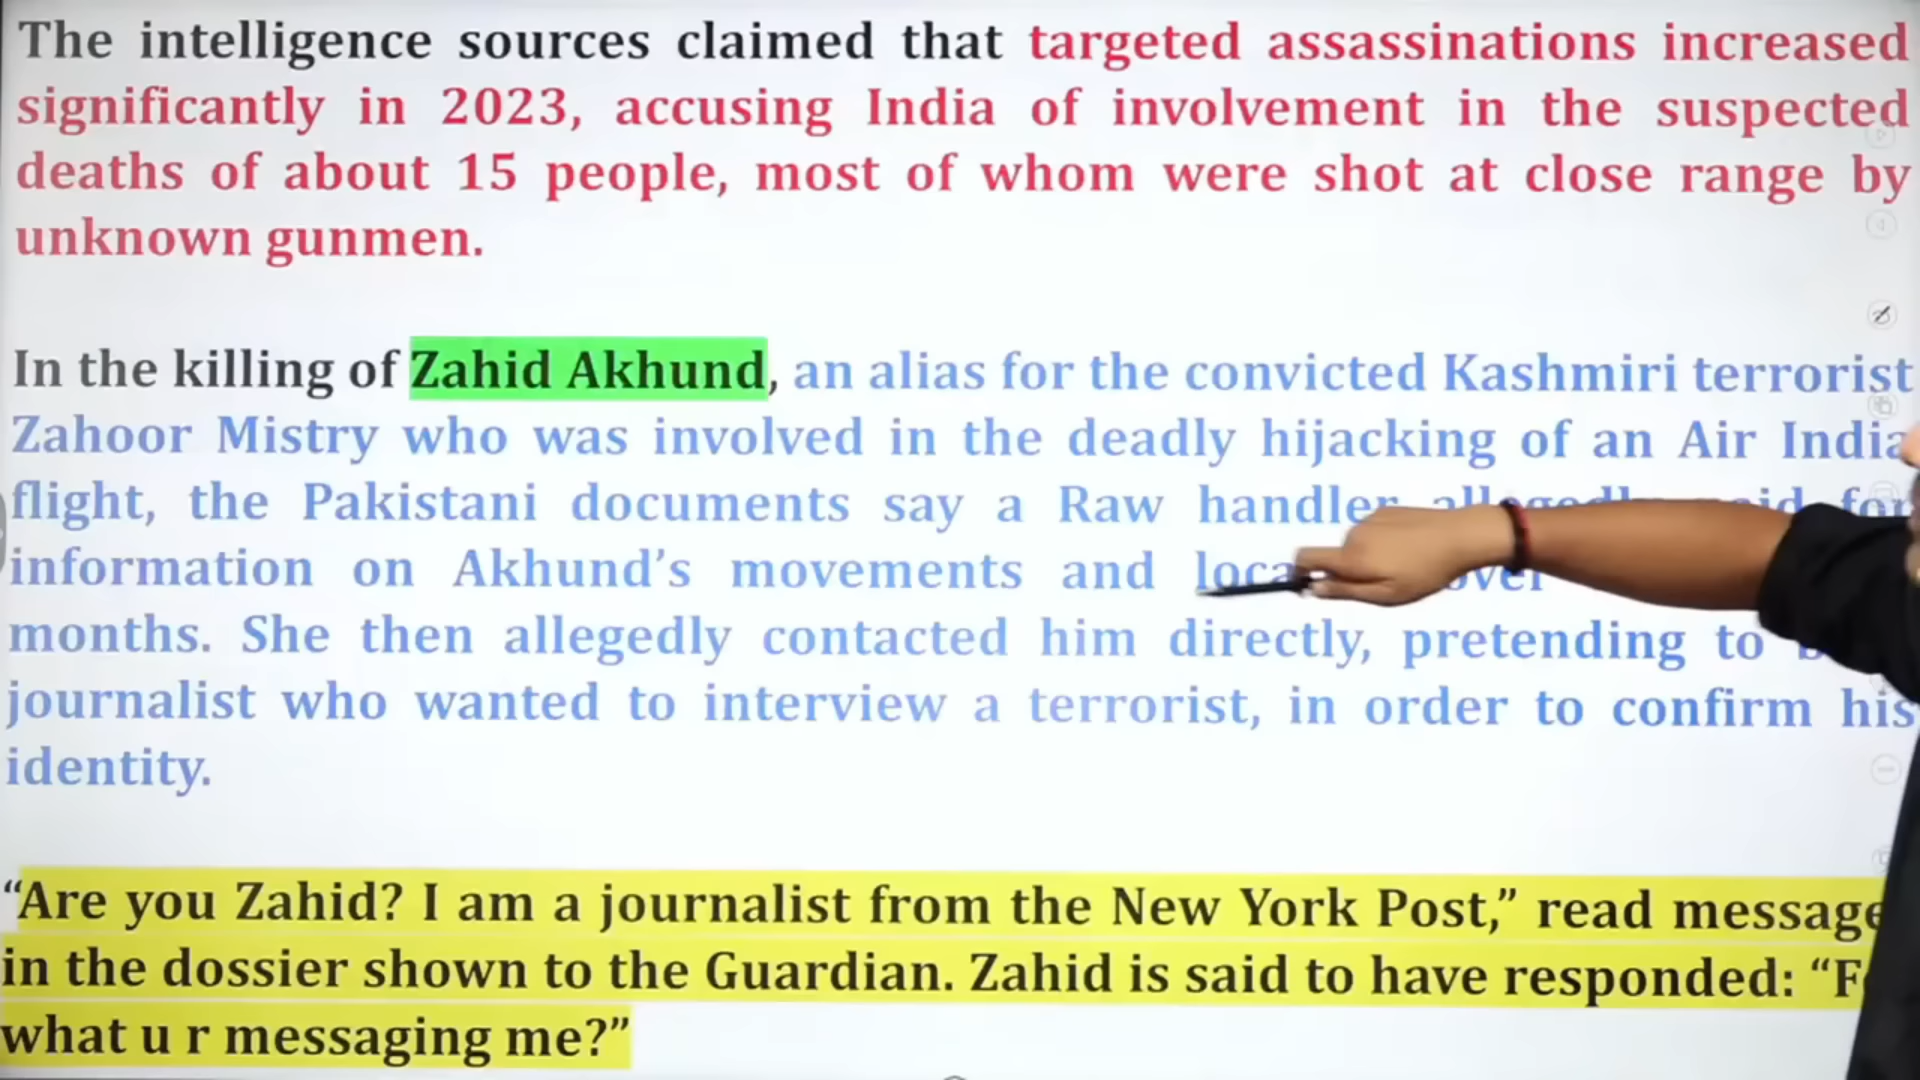 The intelligence sources claimed that targeted assassinations increased
significantly in 2023, accusing India of involvement in the suspected
deaths of about 15 people, most of whom were shot at close range by
unknown gunmen.
In the killing of Zahid Akhund, an alias for the convicted Kashmiri terrorist
Zahoor Mistry who was involved in the deadly hijacking of an Air India
flight, the Pakistani documents say a Raw handler allegedly paid for
information on Akhund’s movements and over
months. She then allegedly contacted him directly, pretending to
journalist who wanted to interview a terrorist, in order to confirm his
identity.
“Are you Zahid? I am a journalist from the New York Post,” read message
in the dossier shown to the Guardian. Zahid is said to have responded:
what u r messaging me?”